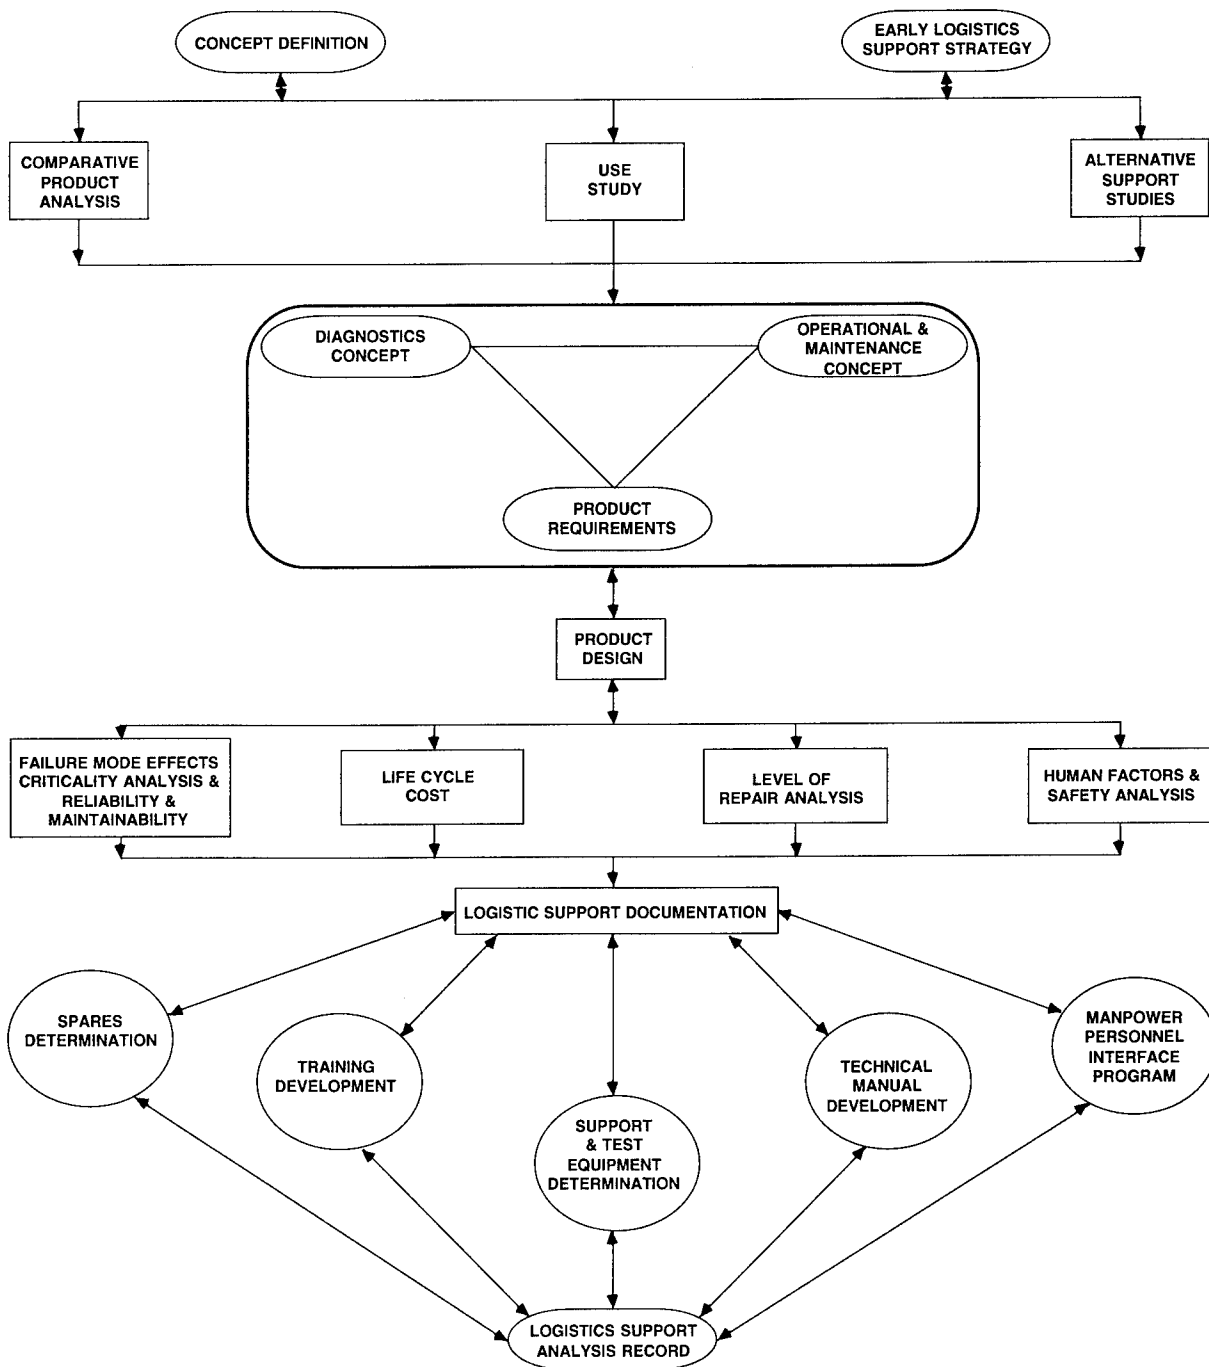 CONCEPT DEFINITION
EARLY LOGISTICS
SUPPORT STRATEGY
COMPARATIVE
PRODUCT
ANALYSIS
USE
STUDY
ALTERNATIVE
SUPPORT
STUDIES
DIAGNOSTICS
CONCEPT
OPERATIONAL &
MAINTENANCE
CONCEPT
PRODUCT
REQUIREMENTS
PRODUCT
DESIGN
FAILURE MODE EFFECTS
CRITICALITY ANALYSIS &
RELIABILITY &
MAINTAINABILITY
LIFE CYCLE
COST
LEVEL OF
REPAIR ANALYSIS
HUMAN FACTORS &
SAFETY ANALYSIS
LOGISTIC SUPPORT DOCUMENTATION
SPARES
DETERMINATION
TRAINING
DEVELOPMENT
SUPPORT
& TEST
EQUIPMENT
DETERMINATION
TECHNICAL
MANUAL
DEVELOPMENT
MANPOWER
PERSONNEL
INTERFACE
PROGRAM
LOGISTICS SUPPORT
ANALYSIS RECORD